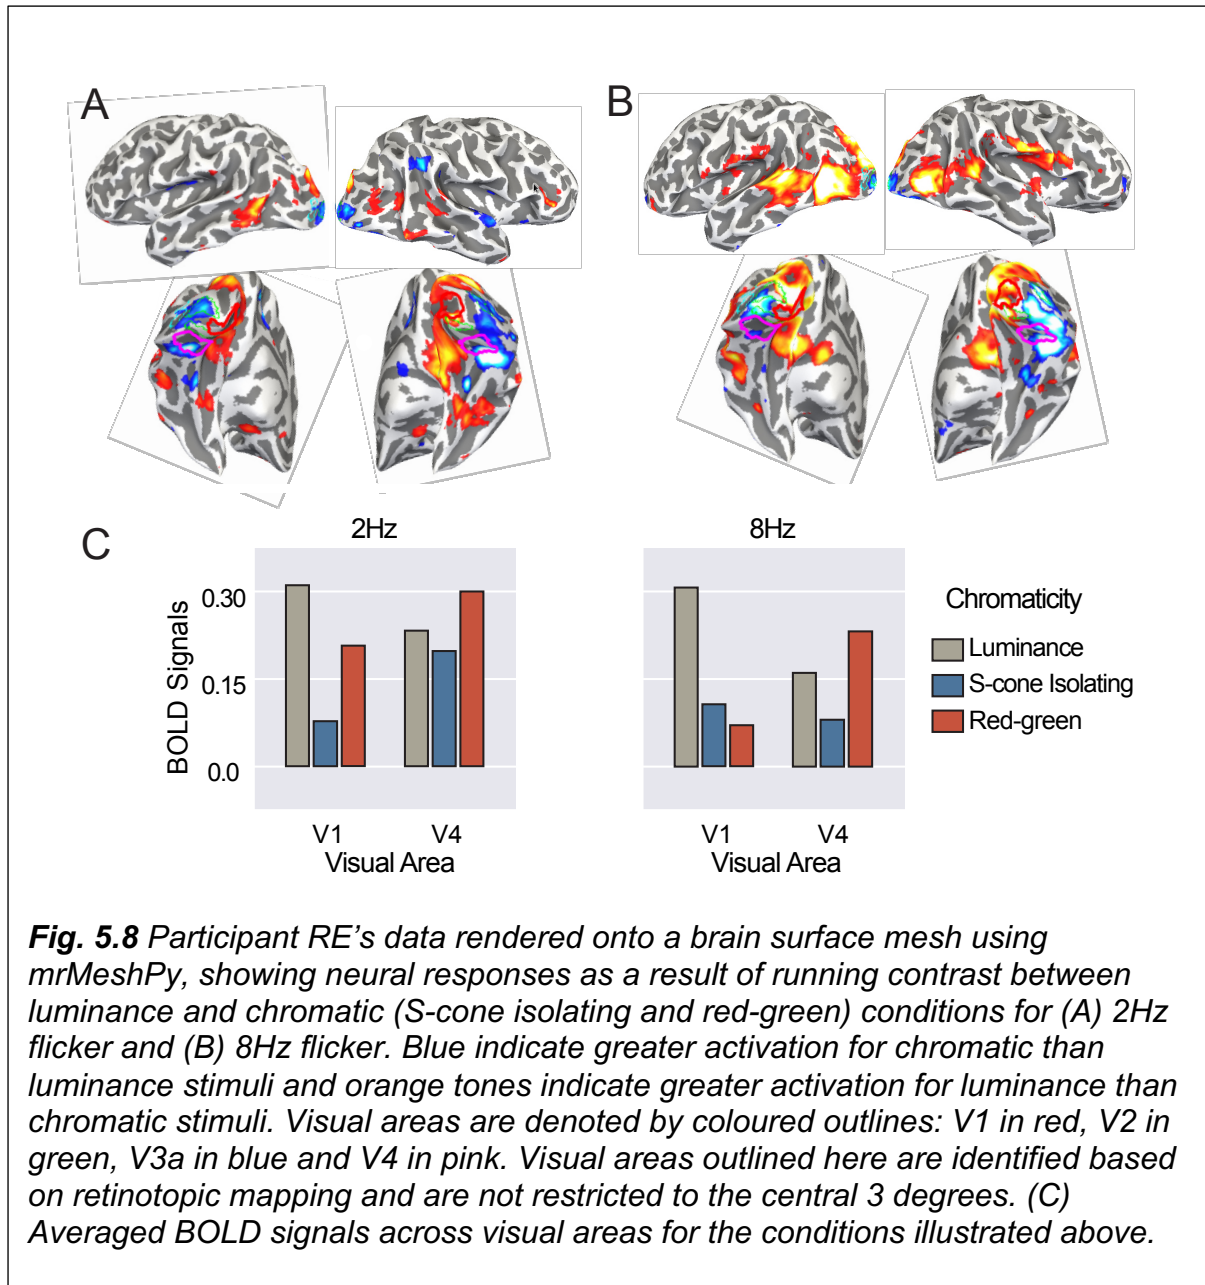 A
B
C
2Hz
8Hz
BOLD Signals
0.30
0.15
0.0
V1
V4
Visual Area
V1
V4
Visual Area
Chromaticity
Luminance
S-cone Isolating
Red-green
Fig. 5.8 Participant RE’s data rendered onto a brain surface mesh using
mrMeshPy, showing neural responses as a result of running contrast between
luminance and chromatic (S-cone isolating and red-green) conditions for (A) 2Hz
flicker and (B) 8Hz flicker. Blue indicate greater activation for chromatic than
luminance stimuli and orange tones indicate greater activation for luminance than
chromatic stimuli. Visual areas are denoted by coloured outlines: V1 in red, V2 in
green, V3a in blue and V4 in pink. Visual areas outlined here are identified based
on retinotopic mapping and are not restricted to the central 3 degrees. (C)
Averaged BOLD signals across visual areas for the conditions illustrated above.